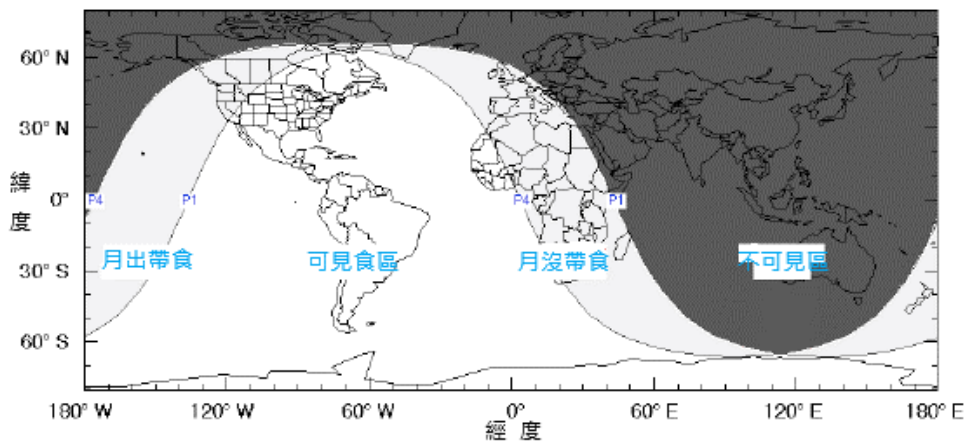 60° N
30° N
緯
度
0°
30° S
60° S
P4
P1
P4
P1
月出帶食
可見食區
月沒帶食
不可見區
180° W
120° W
60° W
0°
60° E
120° E
180° E
經 度